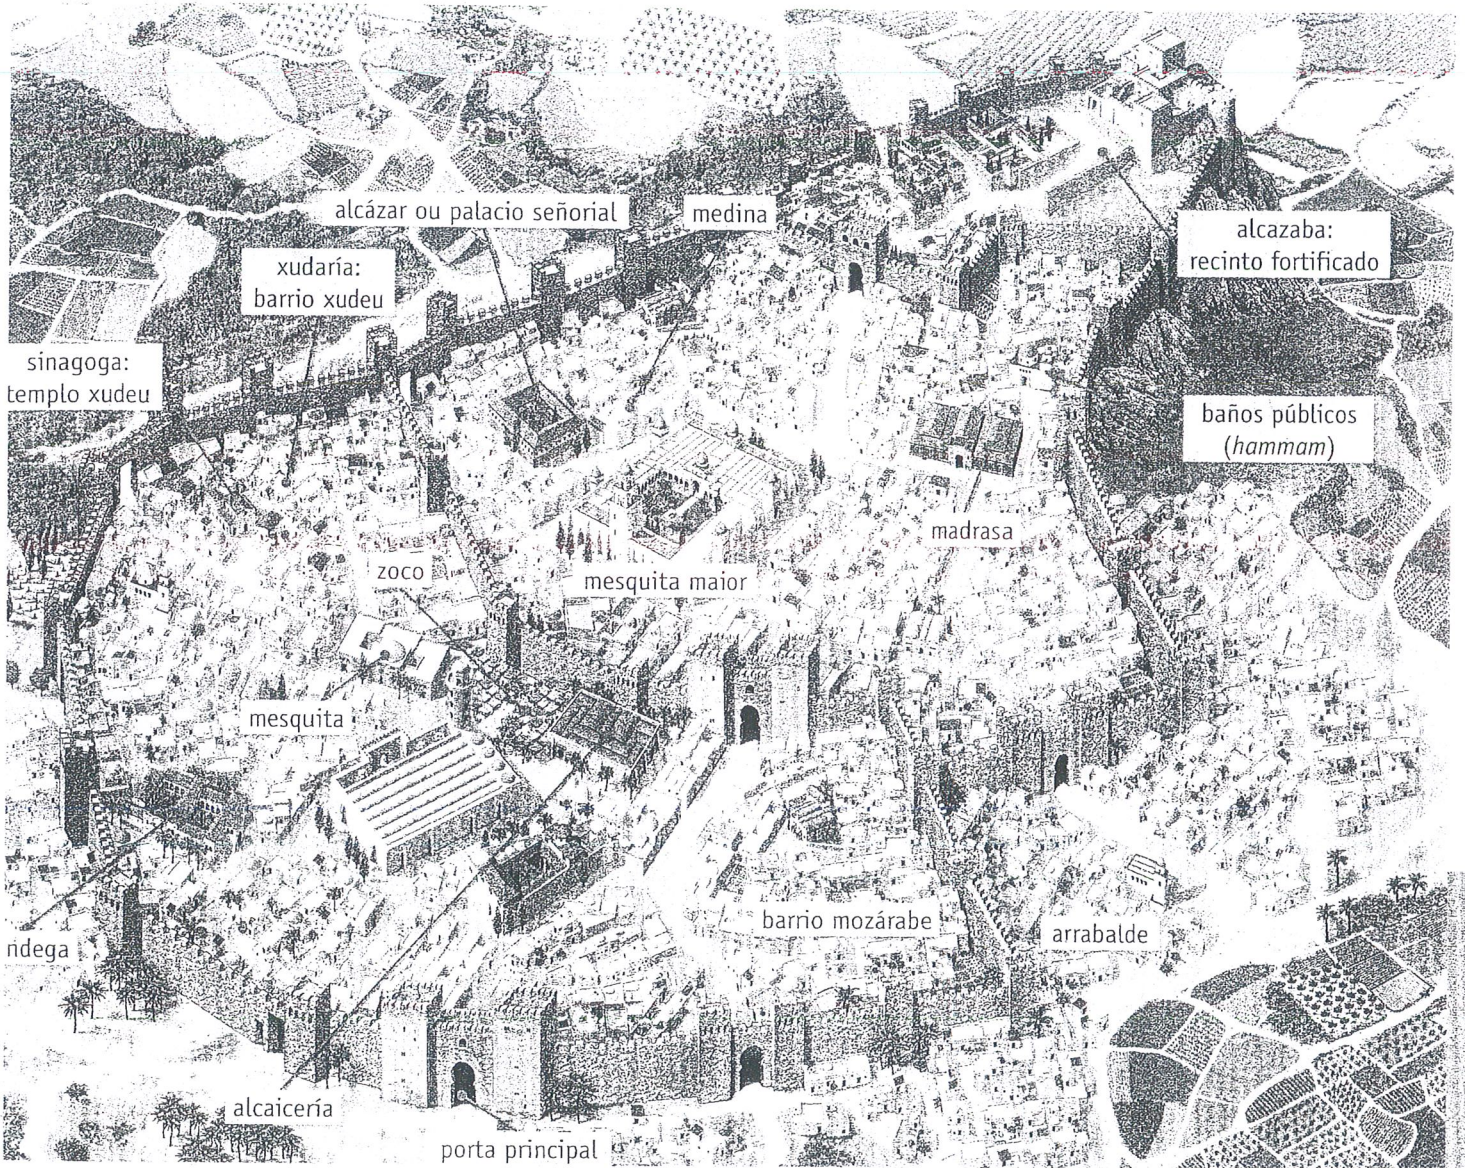 alcázar ou palacio señorial
medina
alcazaba:
recinto fortificado
xudaría:
barrio xudeu
sinagoga:
templo xudeu
baños públicos
(hammam)
madrasa
zoco
mesquita maior
mesquita
barrio mozárabe
arrabalde
ndega
alcaicería
porta principal